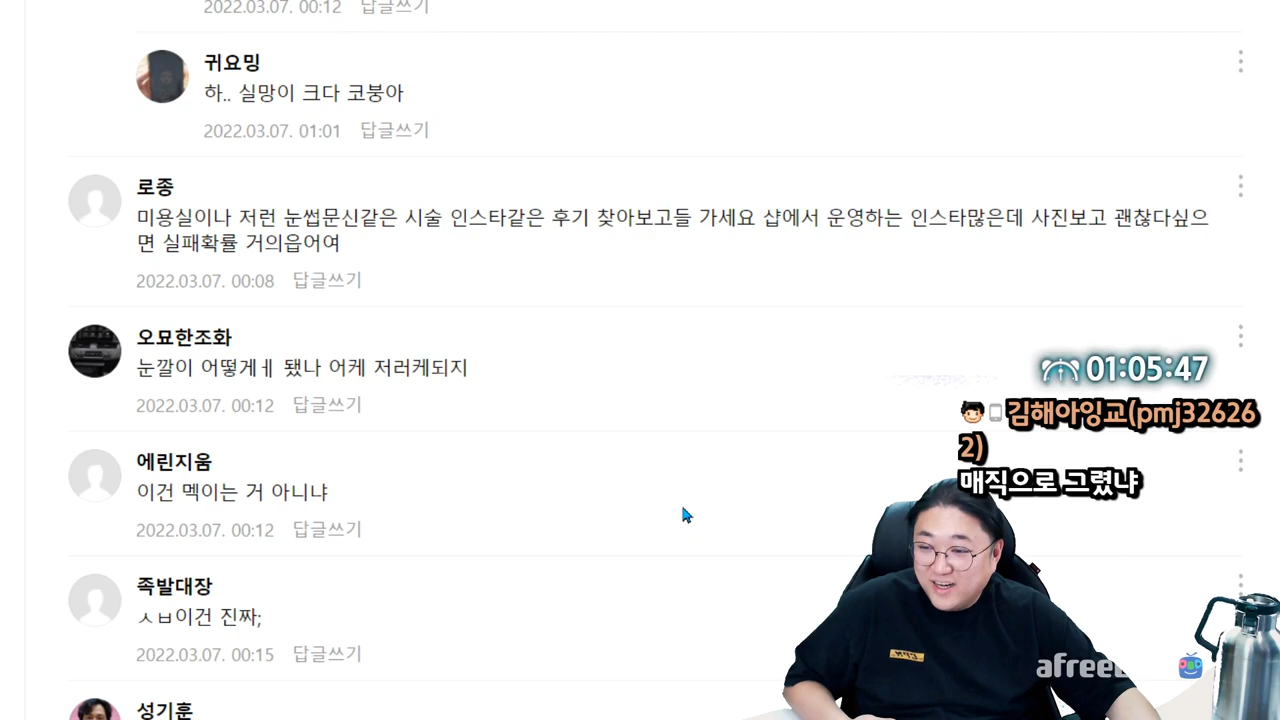 2022.03.07. 00:12 답글쓰기
귀요밍
하.. 실망이 크다 코붕아
2022.03.07. 01:01 답글쓰기
로종
미용실이나 저런 눈썹문신같은 시술 인스타같은 후기 찾아보고들 가세요 샵에서 운영하는 인스타많은데 사진보고 괜찮다싶으
면 실패확률 거의읍어여
2022.03.07. 00:08 답글쓰기
오묘한조화
눈깔이 어떻게ㅔ 됐나 어케 저러케되지
2022.03.07. 00:12 답글쓰기
01:05:47
김해아잉교(pmj32626
2)
매직으로 그렸냐
에린지움
이건 멕이는 거 아니냐
2022.03.07. 00:12 답글쓰기
족발대장
ㅅㅂ이건 진짜;
2022.03.07. 00:15 답글쓰기
성기훈